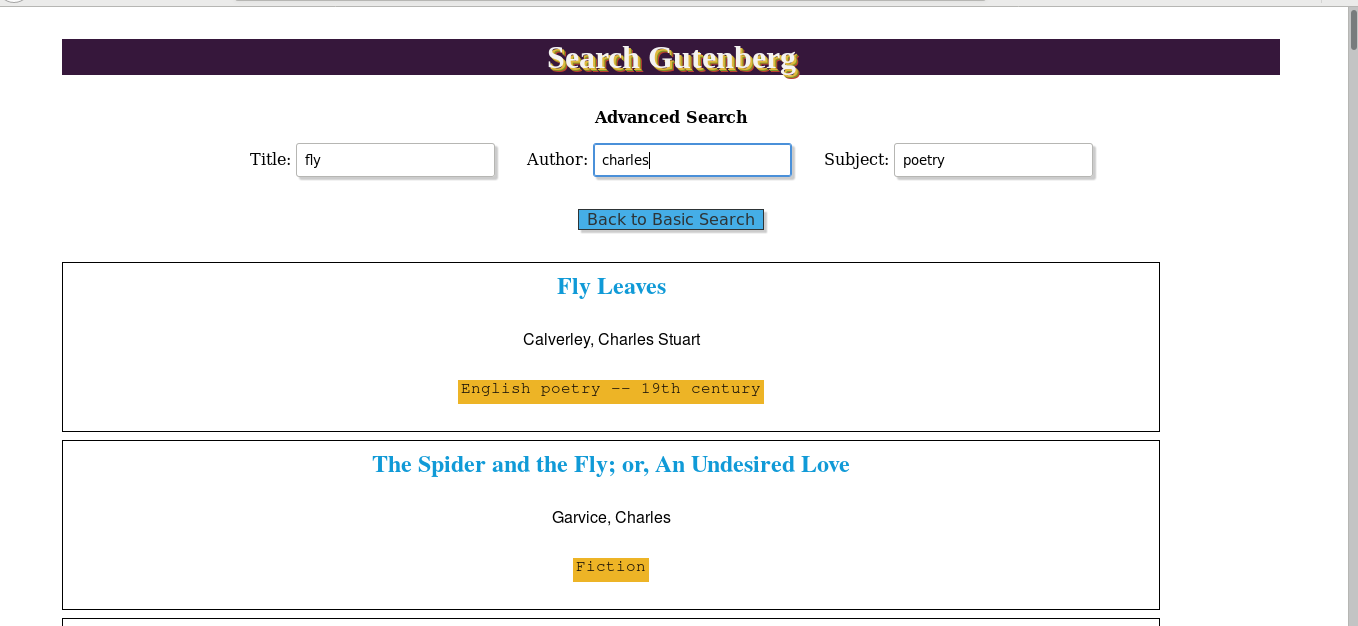 Search Gutenberg
Advanced Search
Title: fly Author: charles Subject: poetry
Back to Basic Search
Fly Leaves
Calverley, Charles Stuart
English poetry -- 19th century
The Spider and the Fly; or, An Undesired Love
Garvice, Charles
Fiction